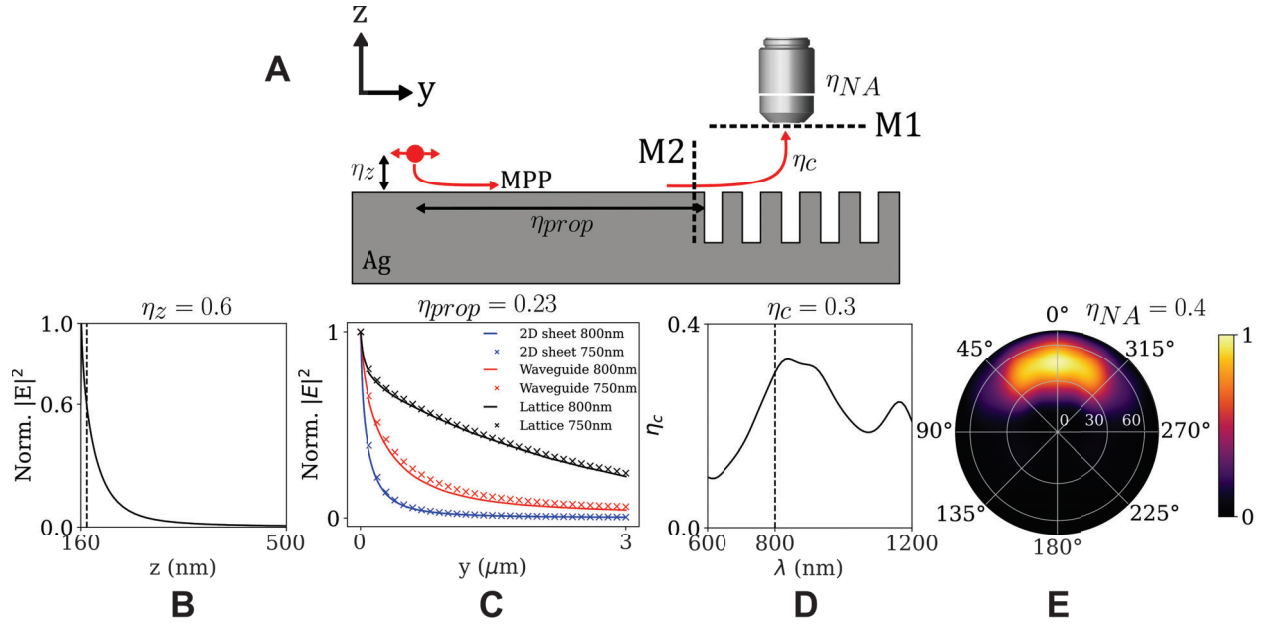 A
z
y
η_z
MPP
M2
η_c
η_NA
M1
η_prop
Ag
η_z = 0.6
Norm. |E|²
1.0
0.6
0.0
160
500
z (nm)
B
η_prop = 0.23
Norm. |E|²
1
0
0
3
y (μm)
2D sheet 800nm
2D sheet 750nm
Waveguide 800nm
Waveguide 750nm
Lattice 800nm
Lattice 750nm
C
η_c = 0.3
η_c
0.4
0.0
600
800
1200
λ (nm)
D
η_NA = 0.4
0°
45°
315°
90°
0 30 60
270°
135°
225°
180°
1
0
E